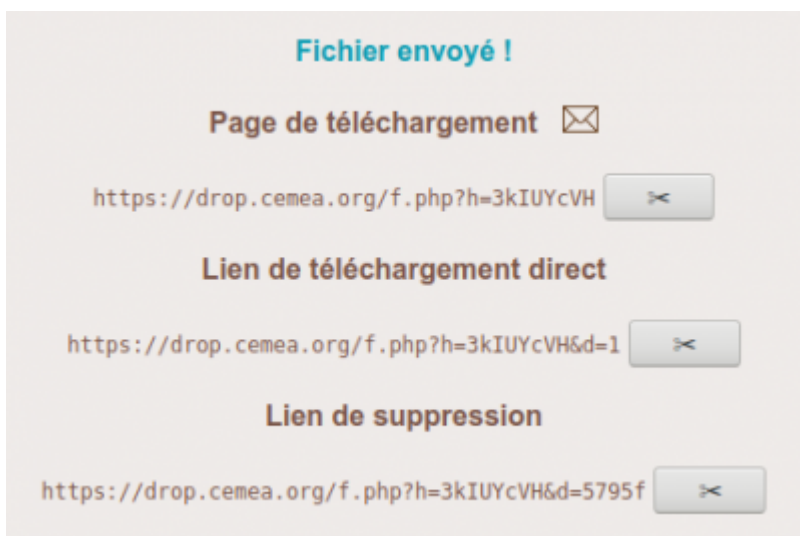 Fichier envoyé !
Page de téléchargement
https://drop.cemea.org/f.php?h=3kIUYcVH
Lien de téléchargement direct
https://drop.cemea.org/f.php?h=3kIUYcVH&d=1
Lien de suppression
https://drop.cemea.org/f.php?h=3kIUYcVH&d=5795f